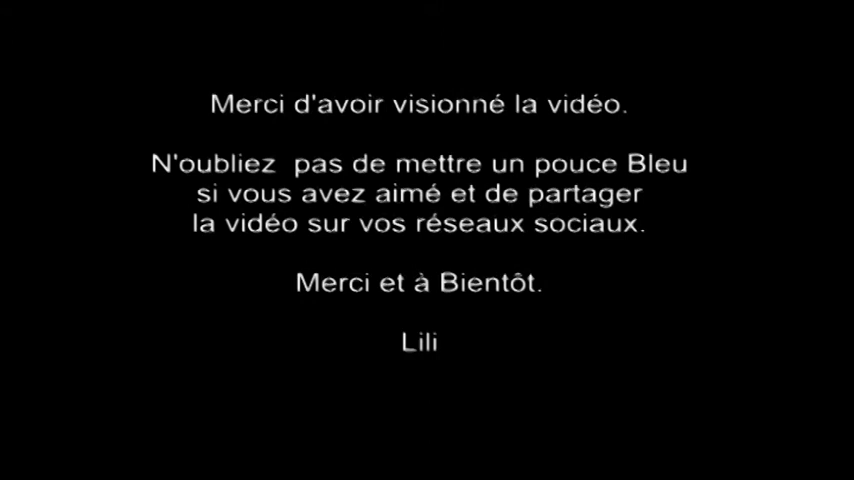 Merci d'avoir visionné la vidéo.
N'oubliez  pas de mettre un pouce Bleu
si vous avez aimé et de partager
la vidéo sur vos réseaux sociaux.
Merci et à Bientôt.
Lili